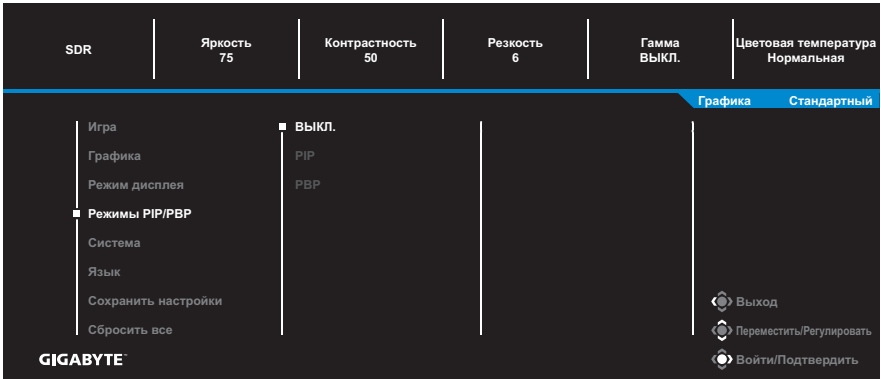 SDR
Яркость
75
Контрастность
50
Резкость
6
Гамма
ВЫКЛ.
Цветовая температура
Нормальная
Графика Стандартный
Игра
Графика
Режим дисплея
Режимы PIP/PBP
Система
Язык
Сохранить настройки
Сбросить все
ВЫКЛ.
PIP
PBP
Выход
Переместить/Регулировать
Войти/Подтвердить
GIGABYTE™